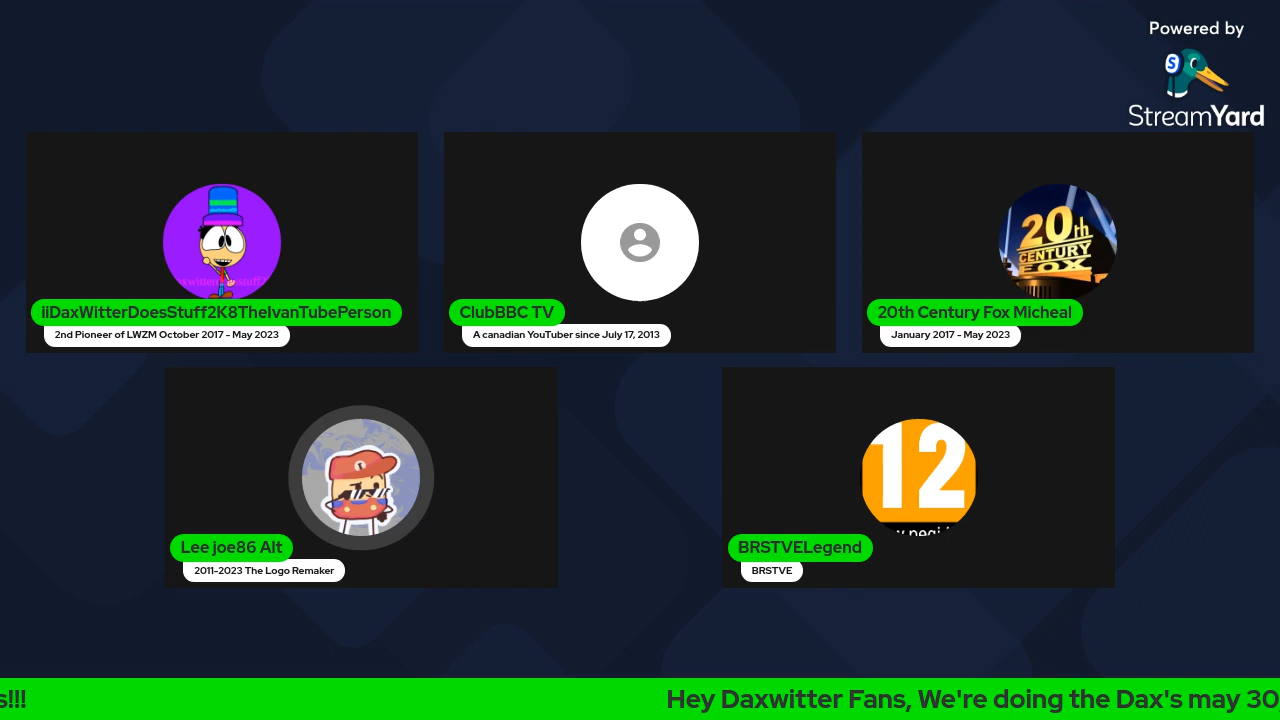 Powered by
S
StreamYard
iiDaxWitterDoesStuff2K8TheIvanTubePerson
2nd Pioneer of LWZM October 2017 - May 2023
ClubBBC TV
A canadian YouTuber since July 17, 2013
20th
CENTURY
FOX
20th Century Fox Micheal
January 2017 - May 2023
Lee joe86 Alt
2011-2023 The Logo Remaker
12
BRSTVELegend
BRSTVE
s!!! Hey Daxwitter Fans, We're doing the Dax's may 30